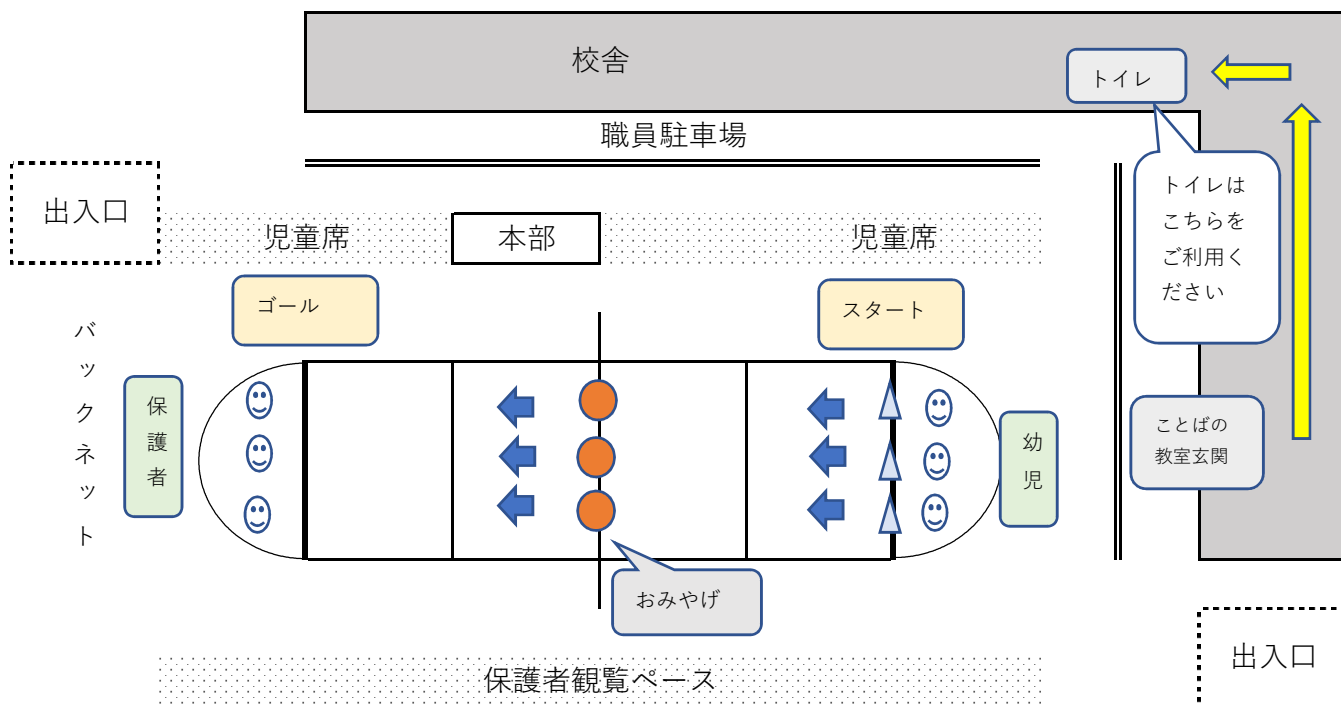 校舎
トイレ
職員駐車場
トイレは
こちらを
ご利用く
ださい
出入口
児童席
本部
児童席
ゴール
スタート
バックネット
保護者
幼児
ことばの
教室玄関
おみやげ
保護者観覧ペース
出入口